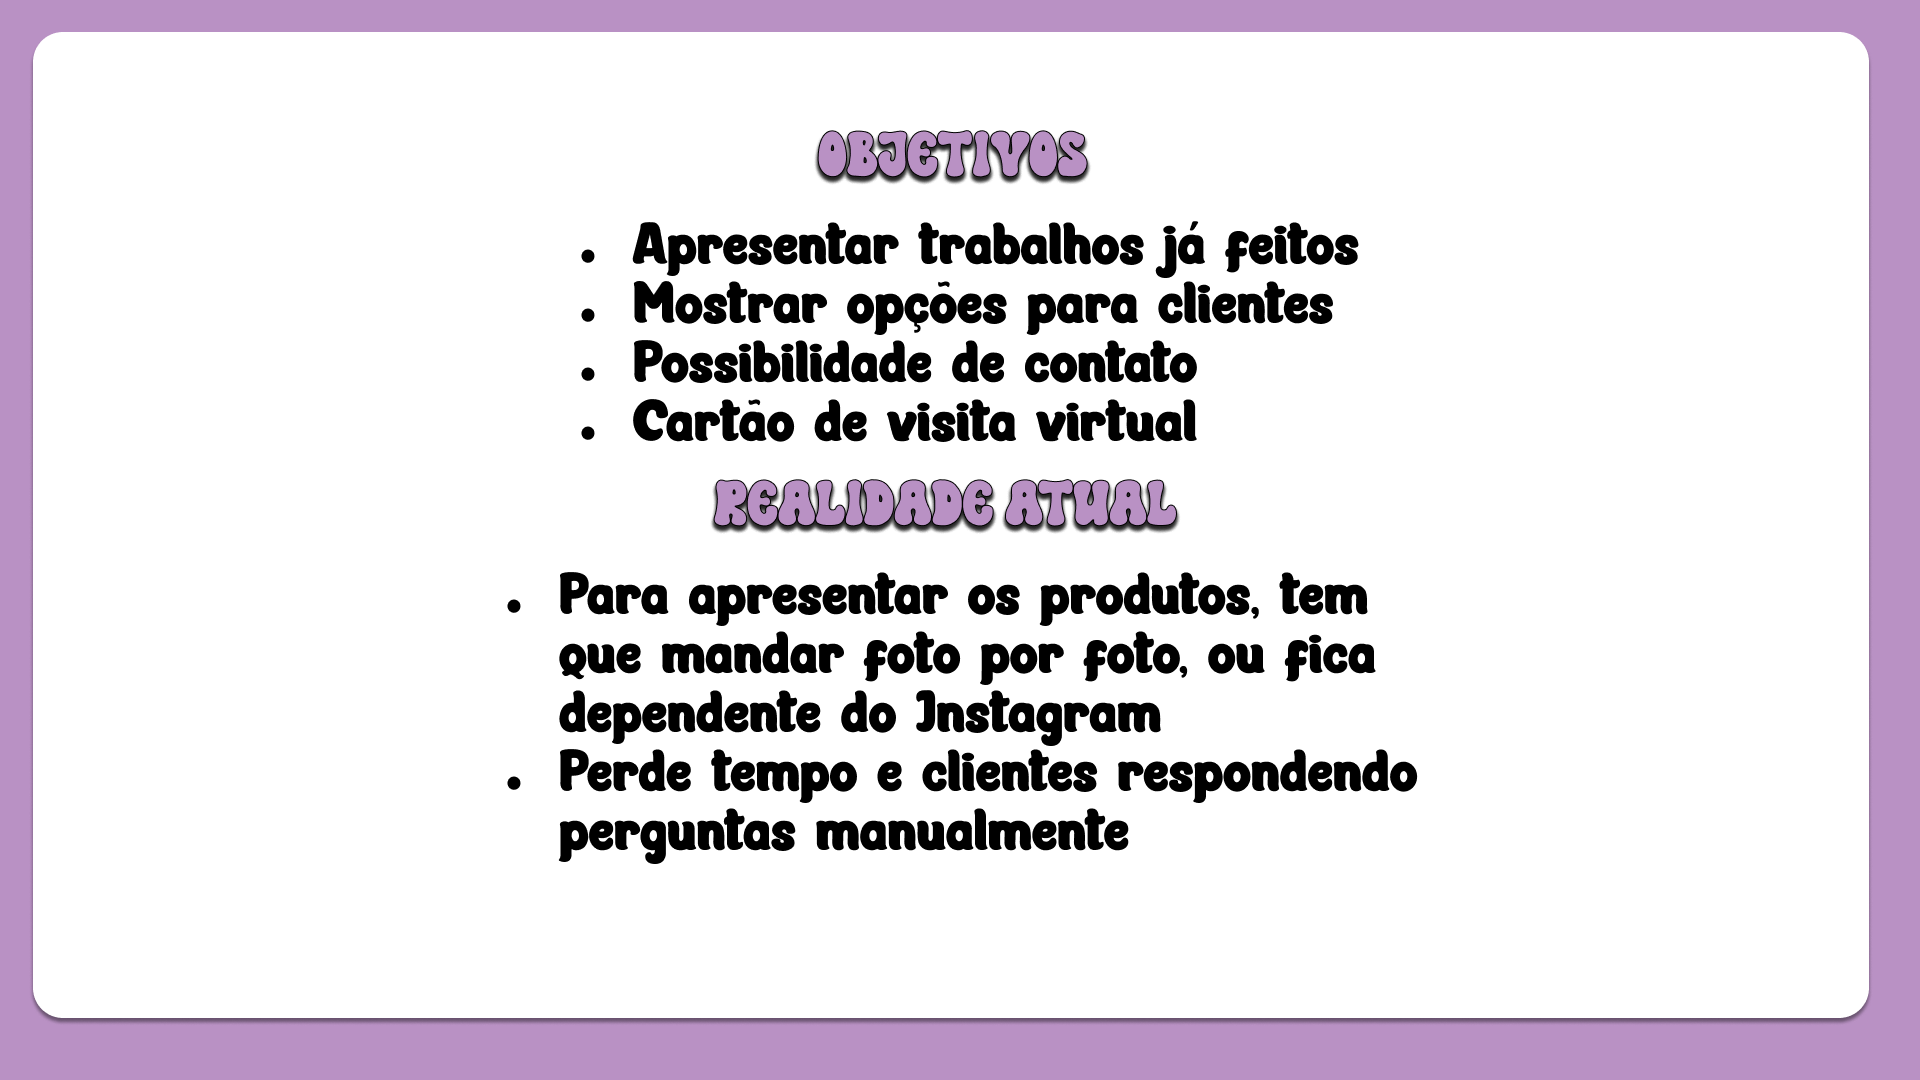 OBJETIVOS
• Apresentar trabalhos já feitos
• Mostrar opções para clientes
• Possibilidade de contato
• Cartão de visita virtual
REALIDADE ATUAL
• Para apresentar os produtos, tem
que mandar foto por foto, ou fica
dependente do Instagram
• Perde tempo e clientes respondendo
perguntas manualmente